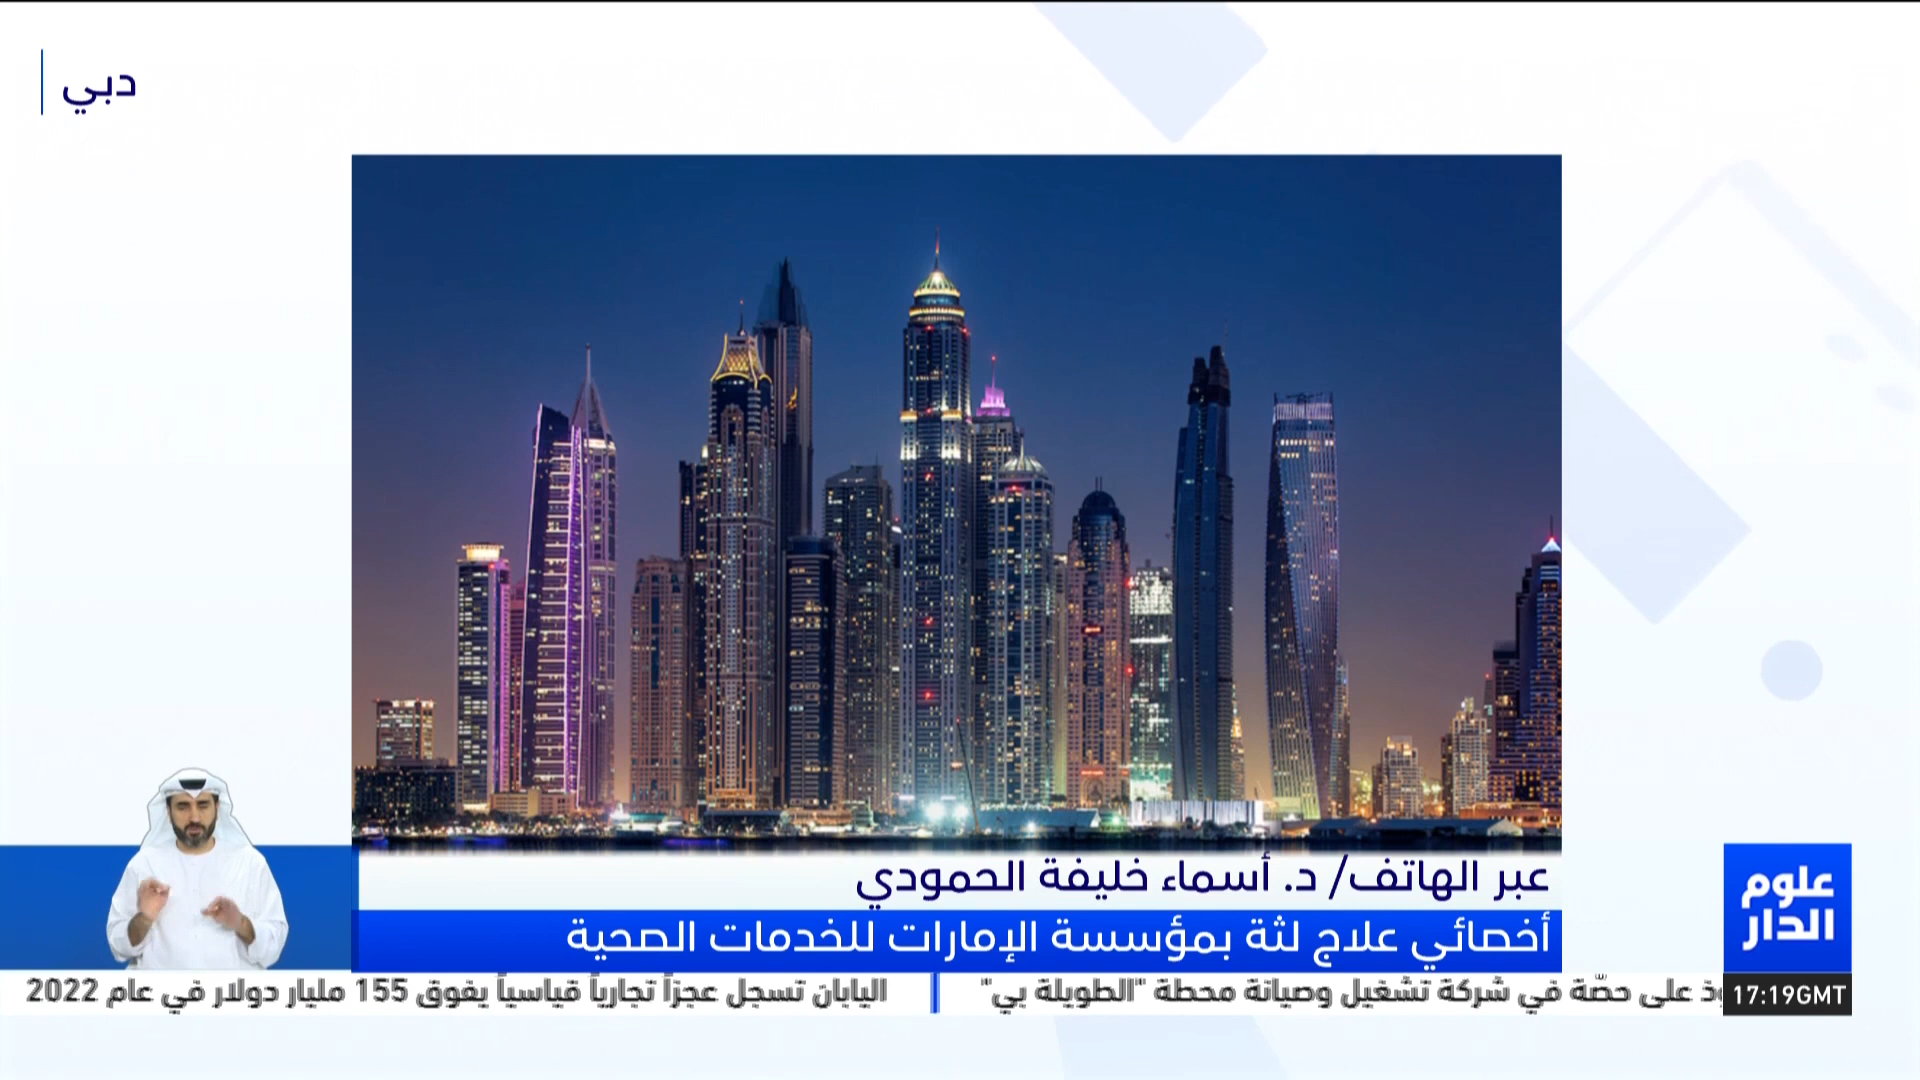 دبي
عبر الهاتف/ د. أسماء خليفة الحمودي
أخصائي علاج لثة بمؤسسة الإمارات للخدمات الصحية
علوم
الدار
17:19GMT
على حصّة في شركة تشغيل وصيانة محطة "الطويلة بي"
اليابان تسجل عجزاً تجارياً قياسياً يفوق 155 مليار دولار في عام 2022